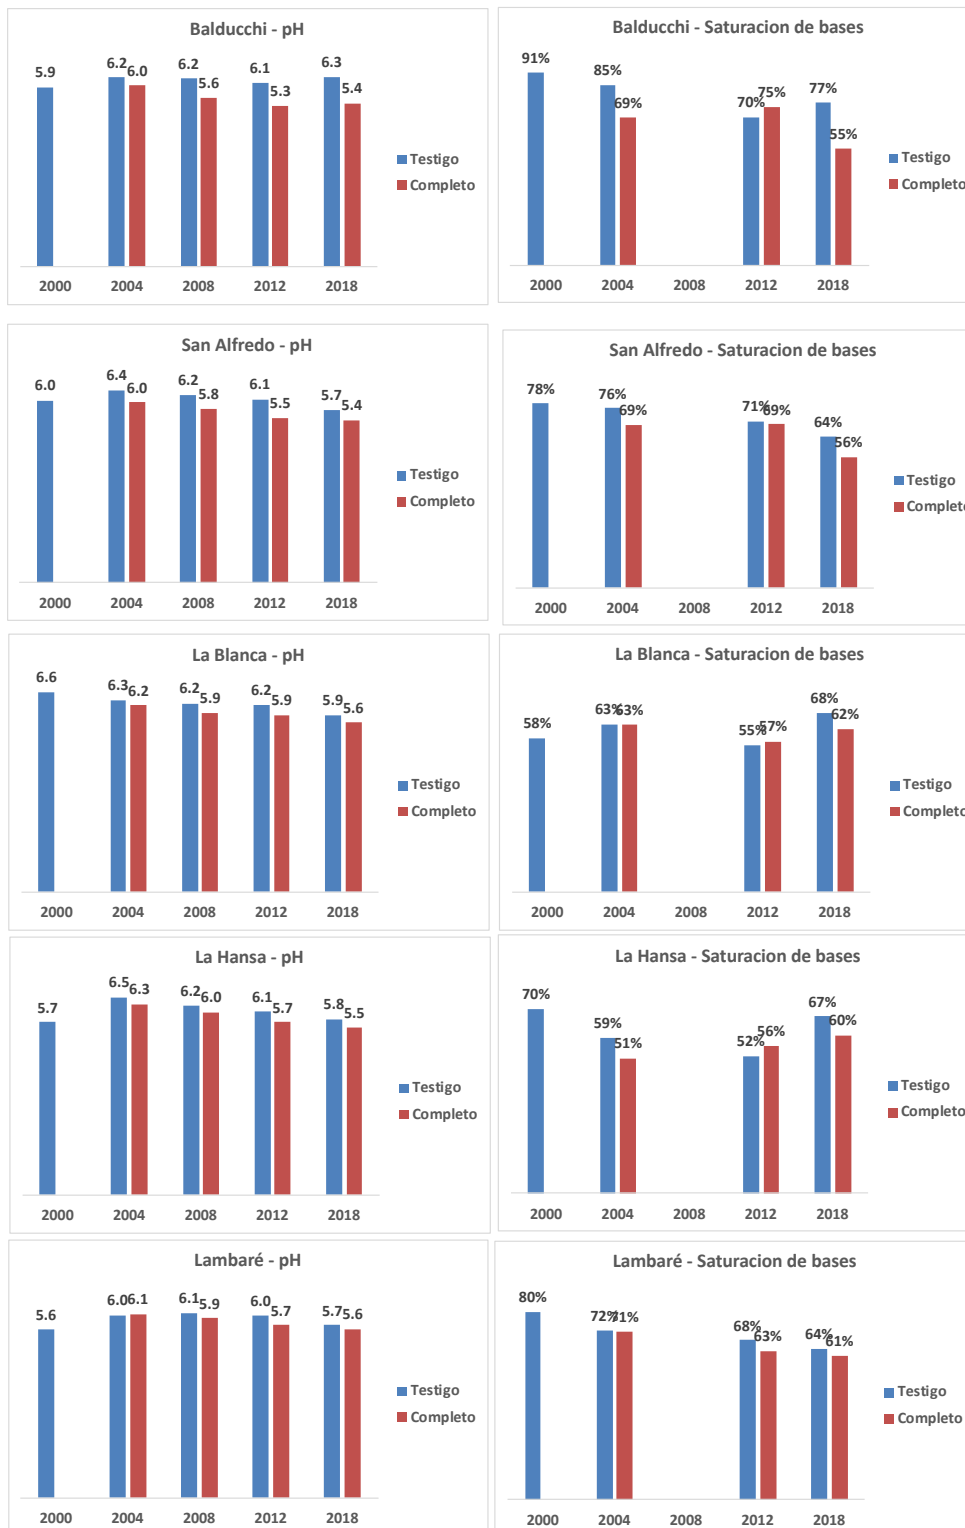 Balducchi - pH
5.9
6.2
6.0
6.2
5.6
6.1
5.3
6.3
5.4
Testigo
Completo
2000 2004 2008 2012 2018
Balducchi - Saturacion de bases
91%
85%
69%
70%
75%
77%
55%
Testigo
Completo
2000 2004 2008 2012 2018
San Alfredo - pH
6.0
6.4
6.0
6.2
5.8
6.1
5.5
5.7
5.4
Testigo
Completo
2000 2004 2008 2012 2018
San Alfredo - Saturacion de bases
78%
76%
69%
71%
69%
64%
56%
Testigo
Completo
2000 2004 2008 2012 2018
La Blanca - pH
6.6
6.3
6.2
6.2
5.9
6.2
5.9
5.9
5.6
Testigo
Completo
2000 2004 2008 2012 2018
La Blanca - Saturacion de bases
58%
63%
63%
55%
57%
68%
62%
Testigo
Completo
2000 2004 2008 2012 2018
La Hansa - pH
5.7
6.5
6.3
6.2
6.0
6.1
5.7
5.8
5.5
Testigo
Completo
2000 2004 2008 2012 2018
La Hansa - Saturacion de bases
70%
59%
51%
52%
56%
67%
60%
Testigo
Completo
2000 2004 2008 2012 2018
Lambaré - pH
5.6
6.0
6.1
6.1
5.9
6.0
5.7
5.7
5.6
Testigo
Completo
2000 2004 2008 2012 2018
Lambaré - Saturacion de bases
80%
72%
71%
68%
63%
64%
61%
Testigo
Completo
2000 2004 2008 2012 2018